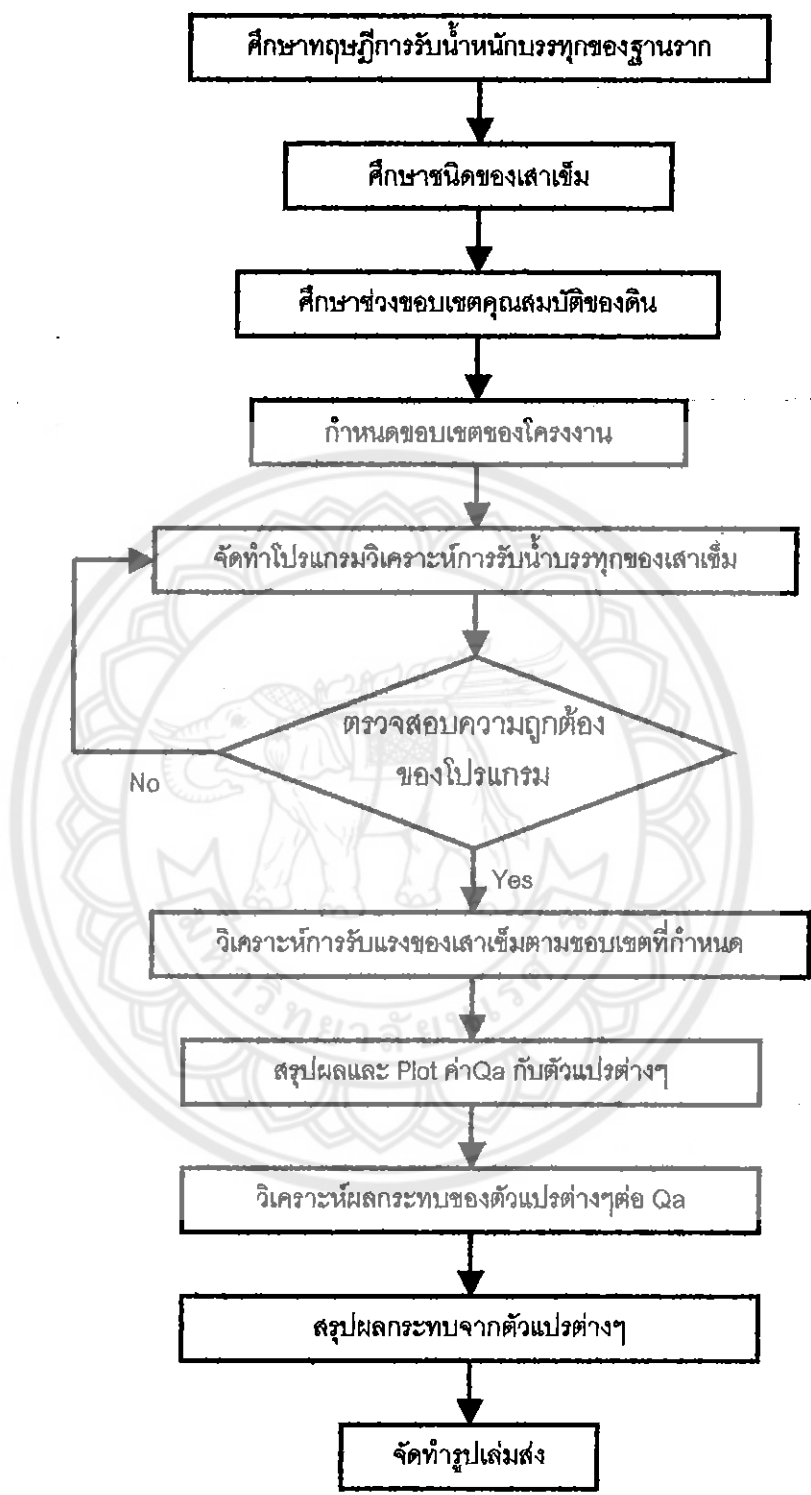 ศึกษาทฤษฎีการรับน้ำหนักบรรทุกของฐานราก
ศึกษาชนิดของเสาเข็ม
ศึกษาช่วงขอบเขตคุณสมบัติของดิน
กำหนดขอบเขตของโครงงาน
จัดทำโปรแกรมวิเคราะห์การรับน้ำบรรทุกของเสาเข็ม
ตรวจสอบความถูกต้อง
ของโปรแกรม
No
Yes
วิเคราะห์การรับแรงของเสาเข็มตามขอบเขตที่กำหนด
สรุปผลและ Plot ค่าQa กับตัวแปรต่างๆ
วิเคราะห์ผลกระทบของตัวแปรต่างๆต่อ Qa
สรุปผลกระทบจากตัวแปรต่างๆ
จัดทำรูปเล่มส่ง
มหาวิทยาลัยนเรศวร